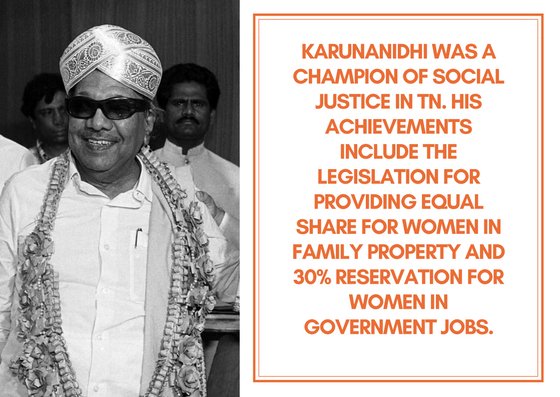 KARUNANIDHI WAS A
CHAMPION OF SOCIAL
JUSTICE IN TN. HIS
ACHIEVEMENTS
INCLUDE THE
LEGISLATION FOR
PROVIDING EQUAL
SHARE FOR WOMEN IN
FAMILY PROPERTY AND
30% RESERVATION FOR
WOMEN IN
GOVERNMENT JOBS.